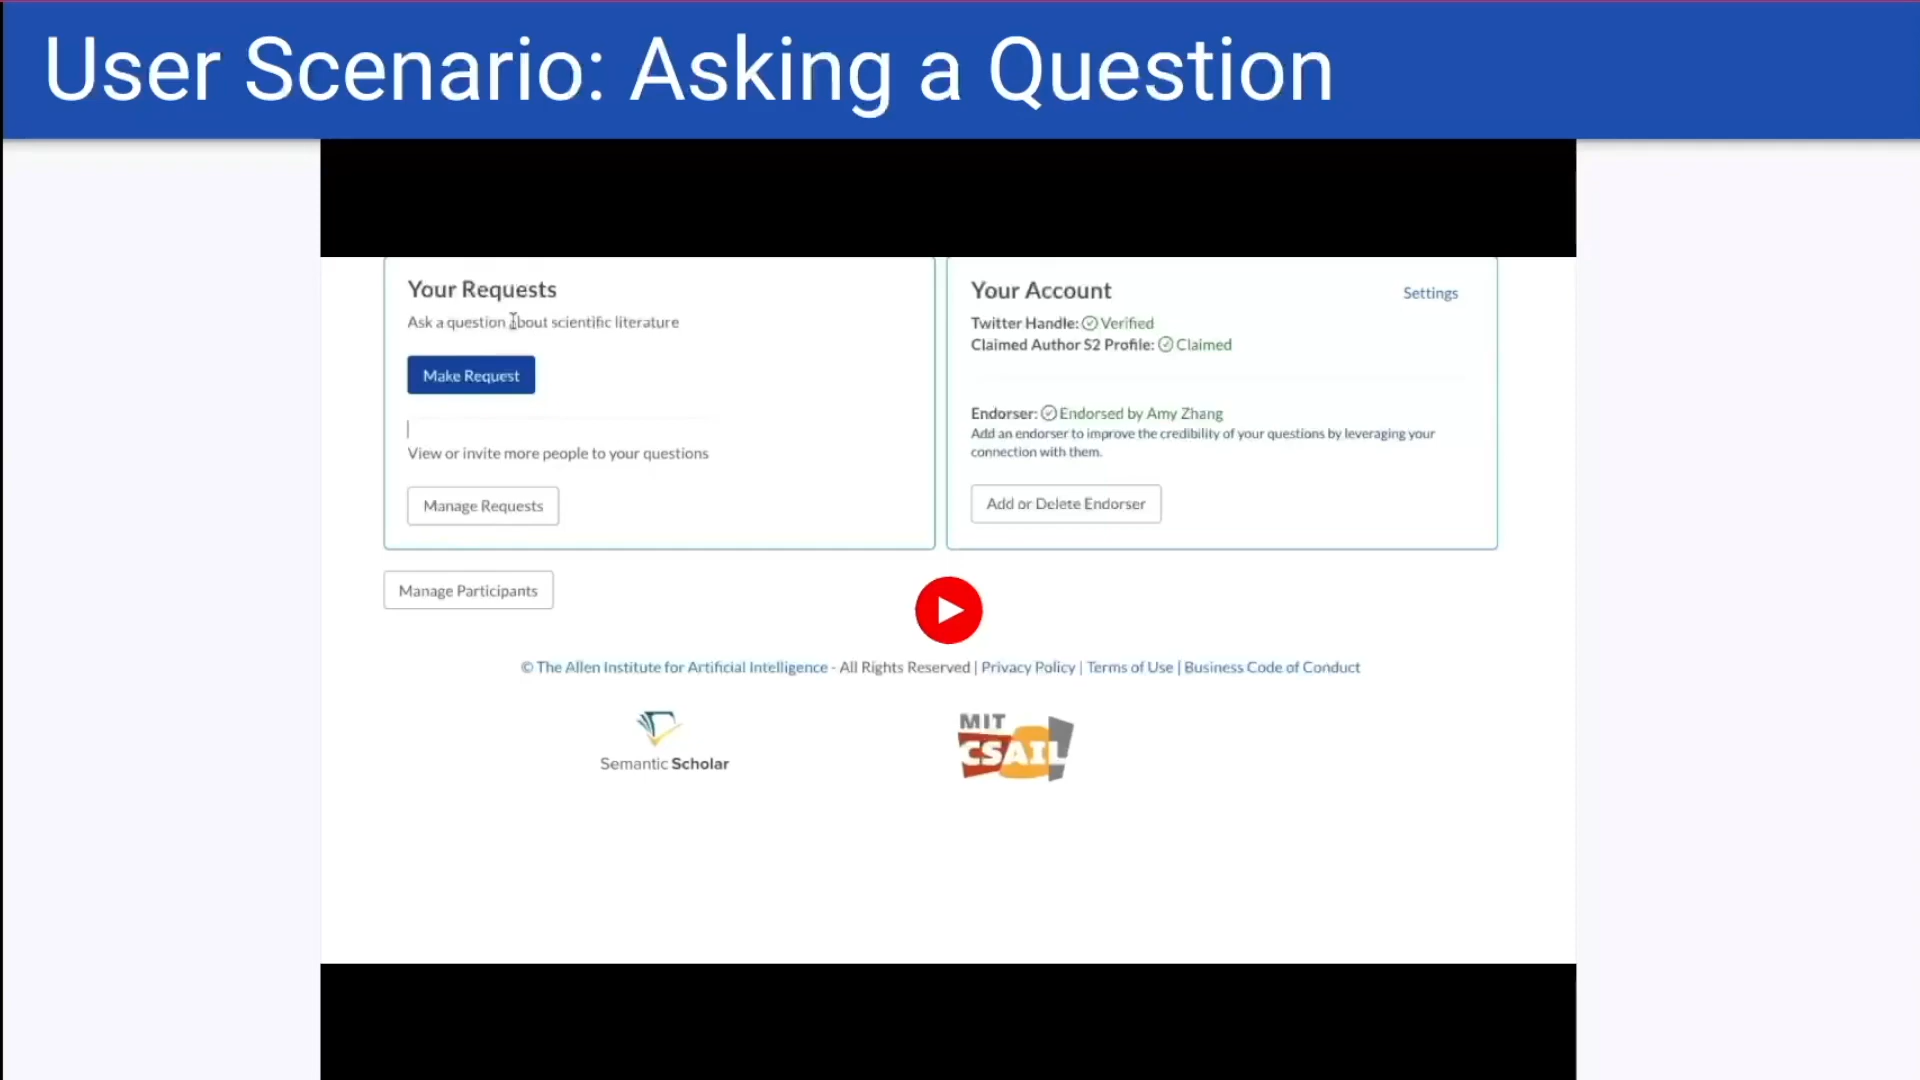 User Scenario: Asking a Question
Your Requests
Ask a question about scientific literature
Make Request
View or invite more people to your questions
Manage Requests
Manage Participants
Your Account
Settings
Twitter Handle: Verified
Claimed Author S2 Profile: Claimed
Endorser: Endorsed by Amy Zhang
Add an endorser to improve the credibility of your questions by leveraging your
connection with them.
Add or Delete Endorser
© The Allen Institute for Artificial Intelligence - All Rights Reserved | Privacy Policy | Terms of Use | Business Code of Conduct
Semantic Scholar
MIT
CSAIL